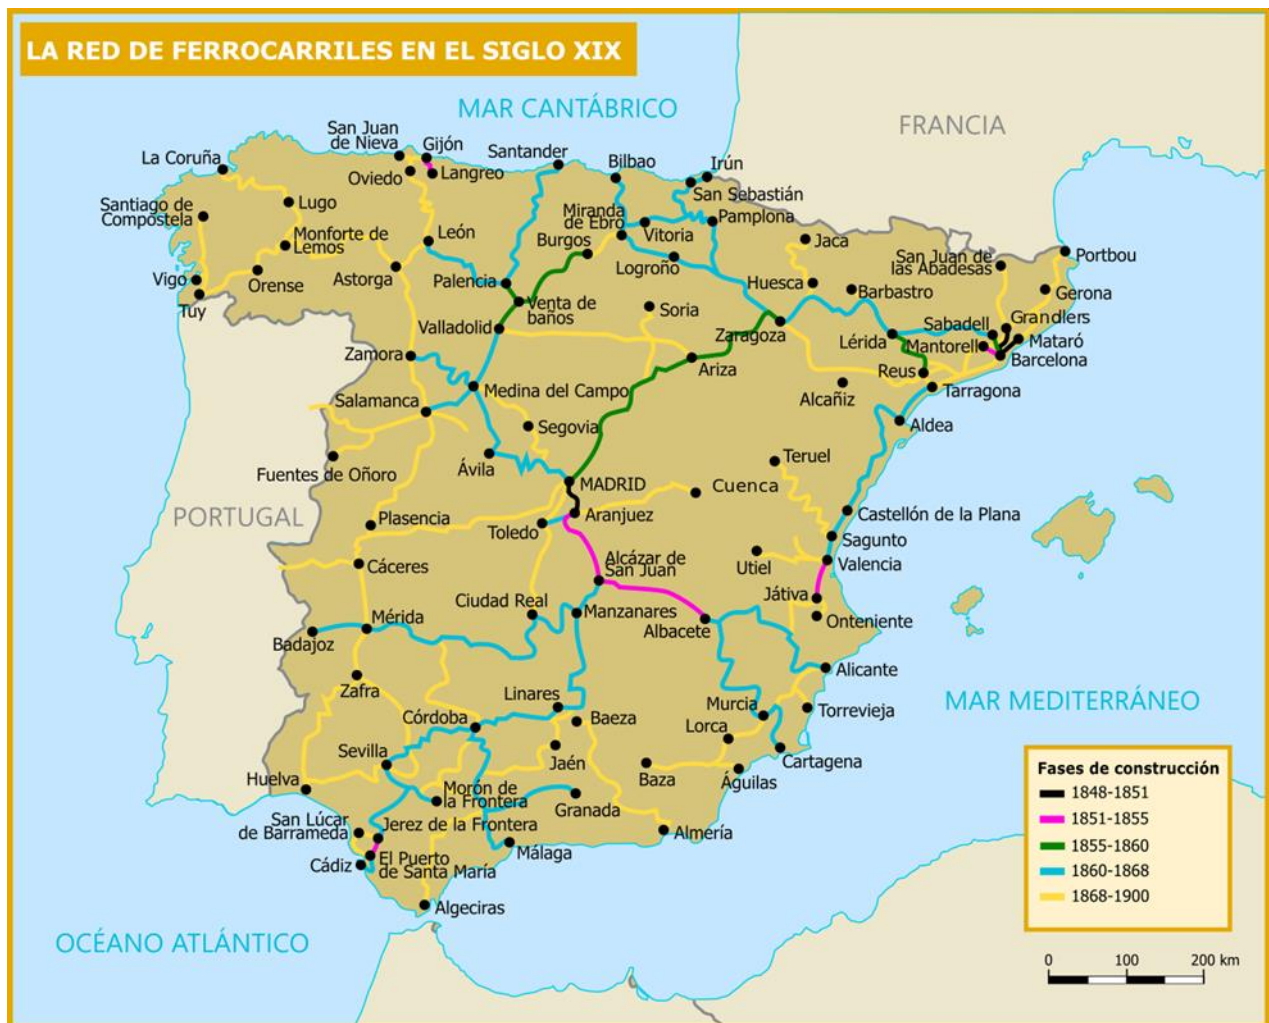 LA RED DE FERROCARRILES EN EL SIGLO XIX
MAR CANTÁBRICO
FRANCIA
San Juan
de Nieva
Gijón
La Coruña
Santander
Bilbao
Irún
Oviedo
Langreo
San Sebastián
Santiago de
Compostela
Lugo
Miranda
de Ebro
Vitoria
Pamplona
Monforte de
Lemos
León
Burgos
Jaca
San Juan de
las Abadesas
Portbou
Vigo
Orense
Astorga
Palencia
Logroño
Huesca
Barbastro
Gerona
Tuy
Venta de
baños
Soria
Valladolid
Zaragoza
Lérida
Sabadell
Grandlers
Mantorell
Mataró
Barcelona
Zamora
Ariza
Reus
Medina del Campo
Alcañiz
Tarragona
Salamanca
Segovia
Aldea
Fuentes de Oñoro
Ávila
Teruel
MADRID
Cuenca
PORTUGAL
Plasencia
Toledo
Aranjuez
Castellón de la Plana
Sagunto
Cáceres
Alcázar de
San Juan
Utiel
Valencia
Játiva
Ciudad Real
Manzanares
Onteniente
Badajoz
Mérida
Albacete
Alicante
Zafra
Linares
Baeza
Murcia
Torrevieja
MAR MEDITERRÁNEO
Córdoba
Lorca
Sevilla
Jaén
Cartagena
Huelva
Morón de
la Frontera
Granada
Baza
Águilas
San Lúcar
de Barrameda
Jerez de la Frontera
Almería
Cádiz
El Puerto
de Santa María
Málaga
Algeciras
OCÉANO ATLÁNTICO
Fases de construcción
1848-1851
1851-1855
1855-1860
1860-1868
1868-1900
0 100 200 km